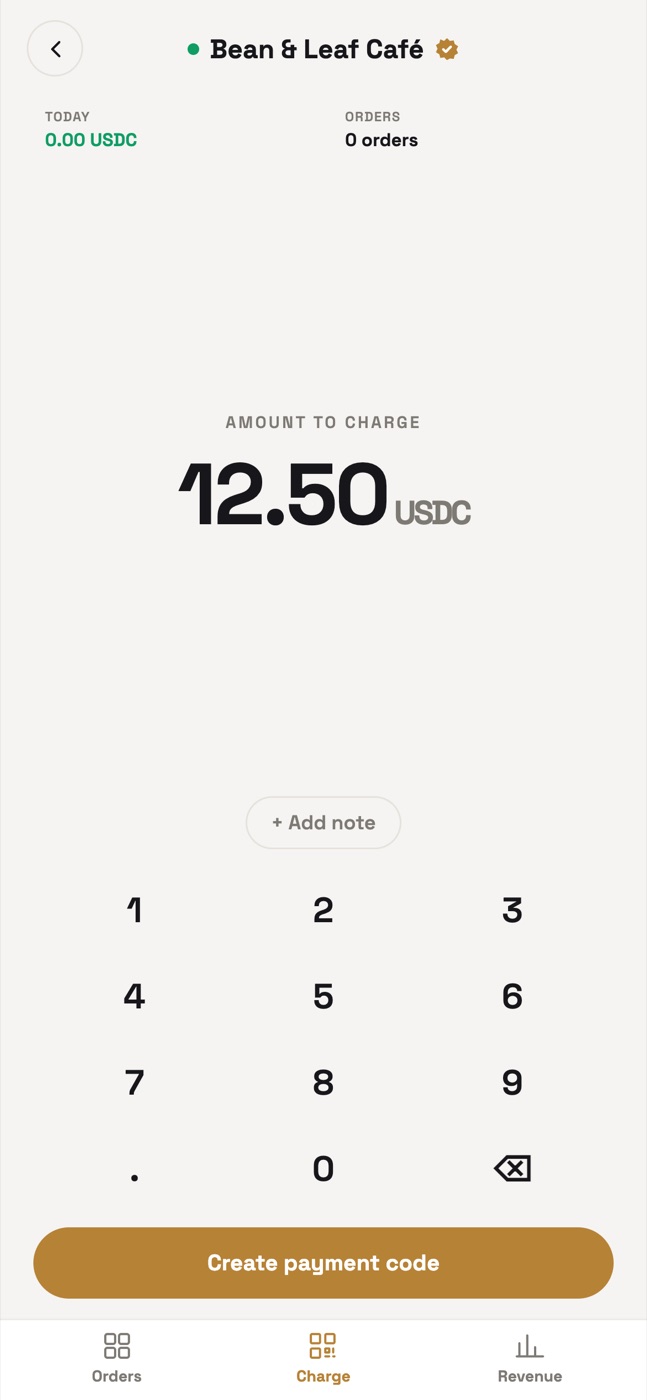 Bean & Leaf Café
TODAY
ORDERS
0.00 USDC
0 orders
AMOUNT TO CHARGE
12.50 USDC
+ Add note
1 2 3
4 5 6
7 8 9
. 0
Create payment code
Orders
Charge
Revenue